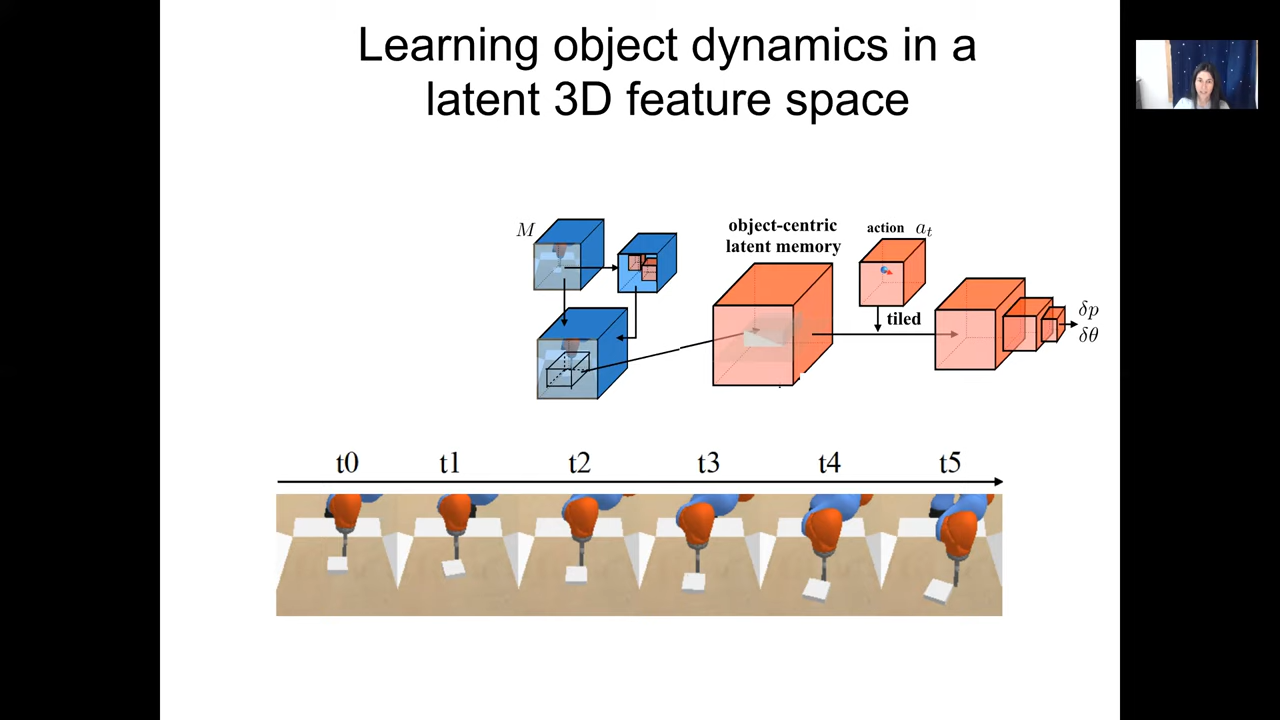 Learning object dynamics in a
latent 3D feature space
M
object-centric
latent memory
action a_t
tiled
δp
δθ
t0 t1 t2 t3 t4 t5